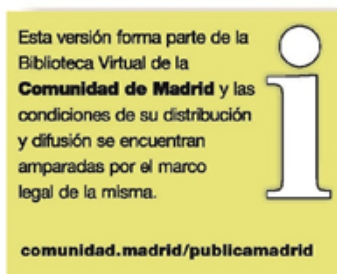 Esta versión forma parte de la
Biblioteca Virtual de la
Comunidad de Madrid y las
condiciones de su distribución
y difusión se encuentran
amparadas por el marco
legal de la misma.
comunidad.madrid/publicamadrid